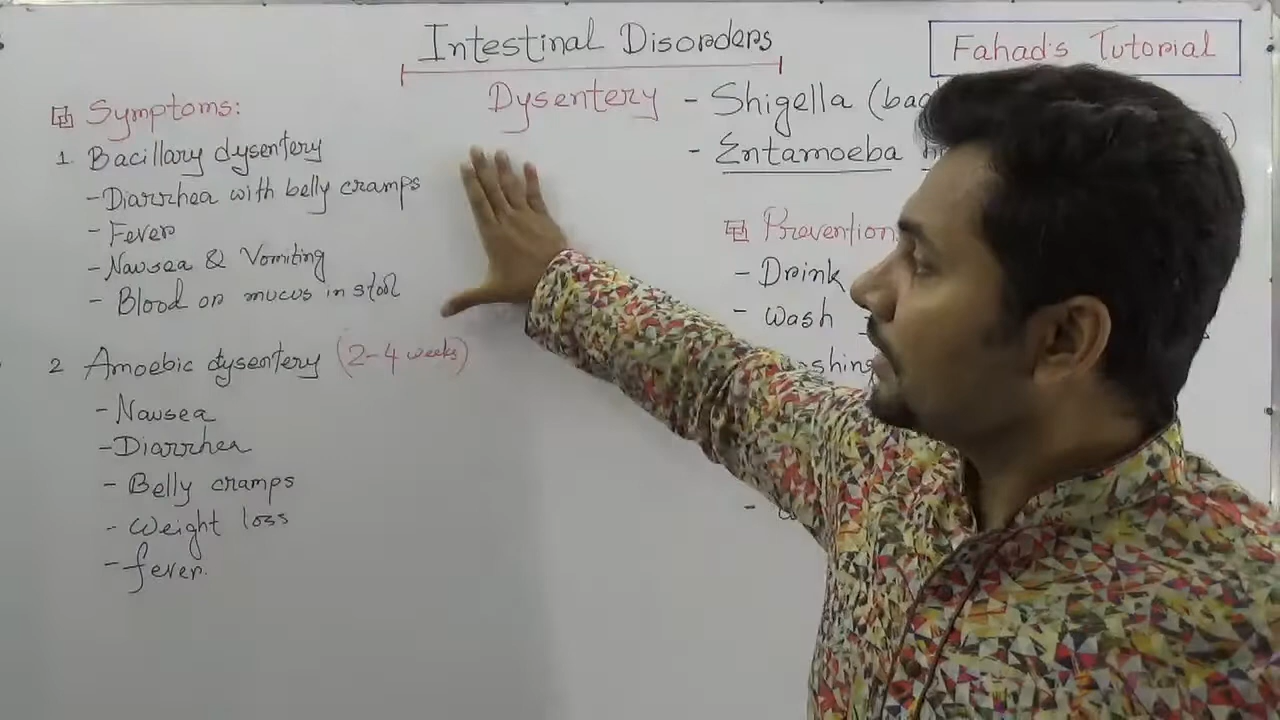 Intestinal Disorders
Fahad's Tutorial
Dysentery - Shigella (bac
- Entamoeba
Symptoms:
1. Bacillary dysentery
- Diarrhea with belly cramps
- Fever
- Nausea & Vomiting
- Blood or mucus in stool
2 Amoebic dysentery (2-4 weeks)
- Nausea
- Diarrhea
- Belly cramps
- Weight loss
- fever.
Prevention
- Drink
- Wash
shing